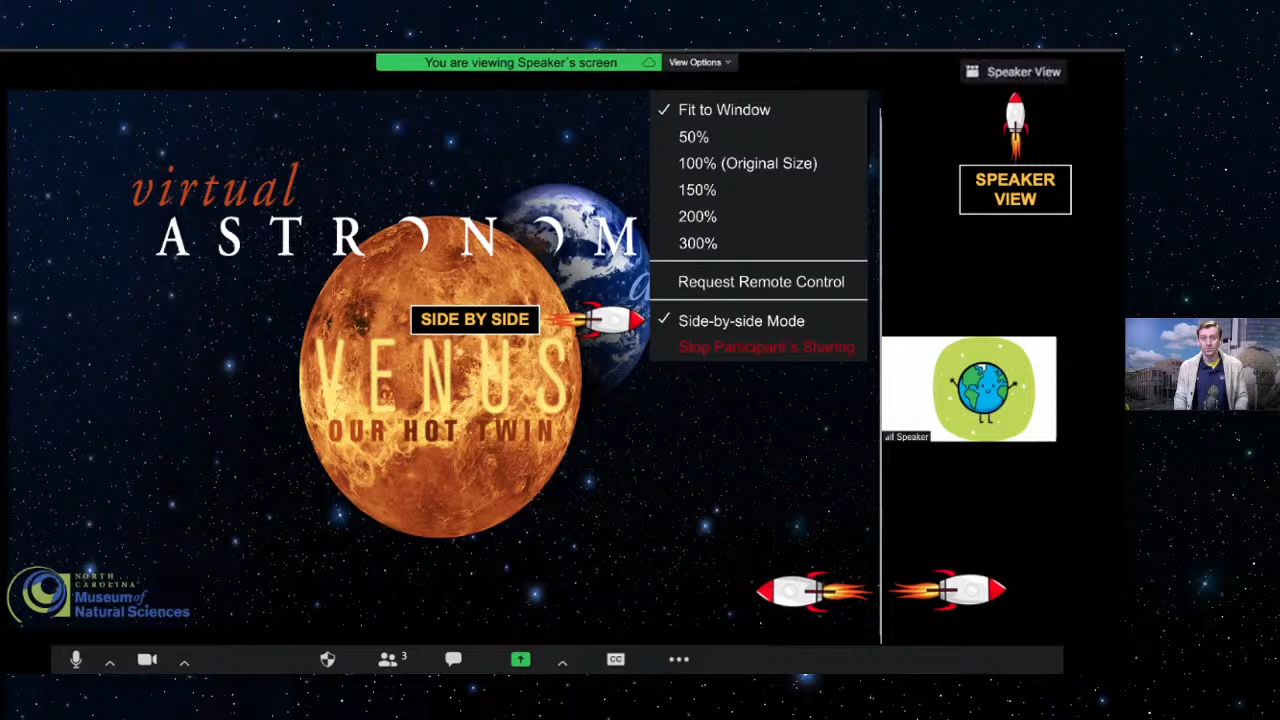 You are viewing Speaker´s screen
View Options
Speaker View
Fit to Window
50%
100% (Original Size)
150%
200%
300%
Request Remote Control
Side-by-side Mode
Stop Participant´s Sharing
SPEAKER
VIEW
virtual
ASTRONOM
SIDE BY SIDE
VENUS
OUR HOT TWIN
Speaker
NORTH
CAROLINA
Museum of
Natural Sciences
3
CC